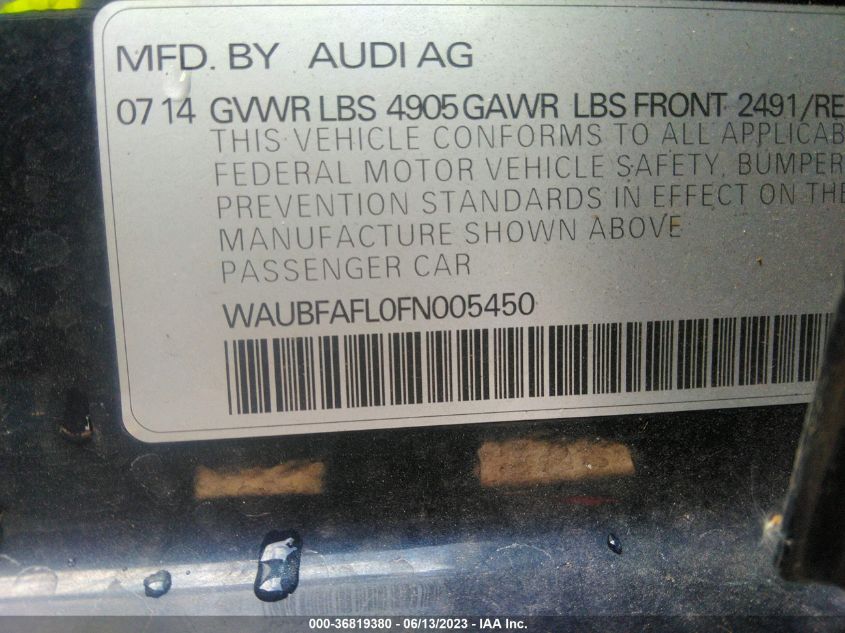 MFD. BY AUDI AG
07 14 GVWR LBS 4905 GAWR LBS FRONT 2491/RE
THIS VEHICLE CONFORMS TO ALL APPLICAB
FEDERAL MOTOR VEHICLE SAFETY, BUMPER
PREVENTION STANDARDS IN EFFECT ON THE
MANUFACTURE SHOWN ABOVE
PASSENGER CAR
WAUBFAFL0FN005450
000-36819380 - 06/13/2023 - IAA Inc.